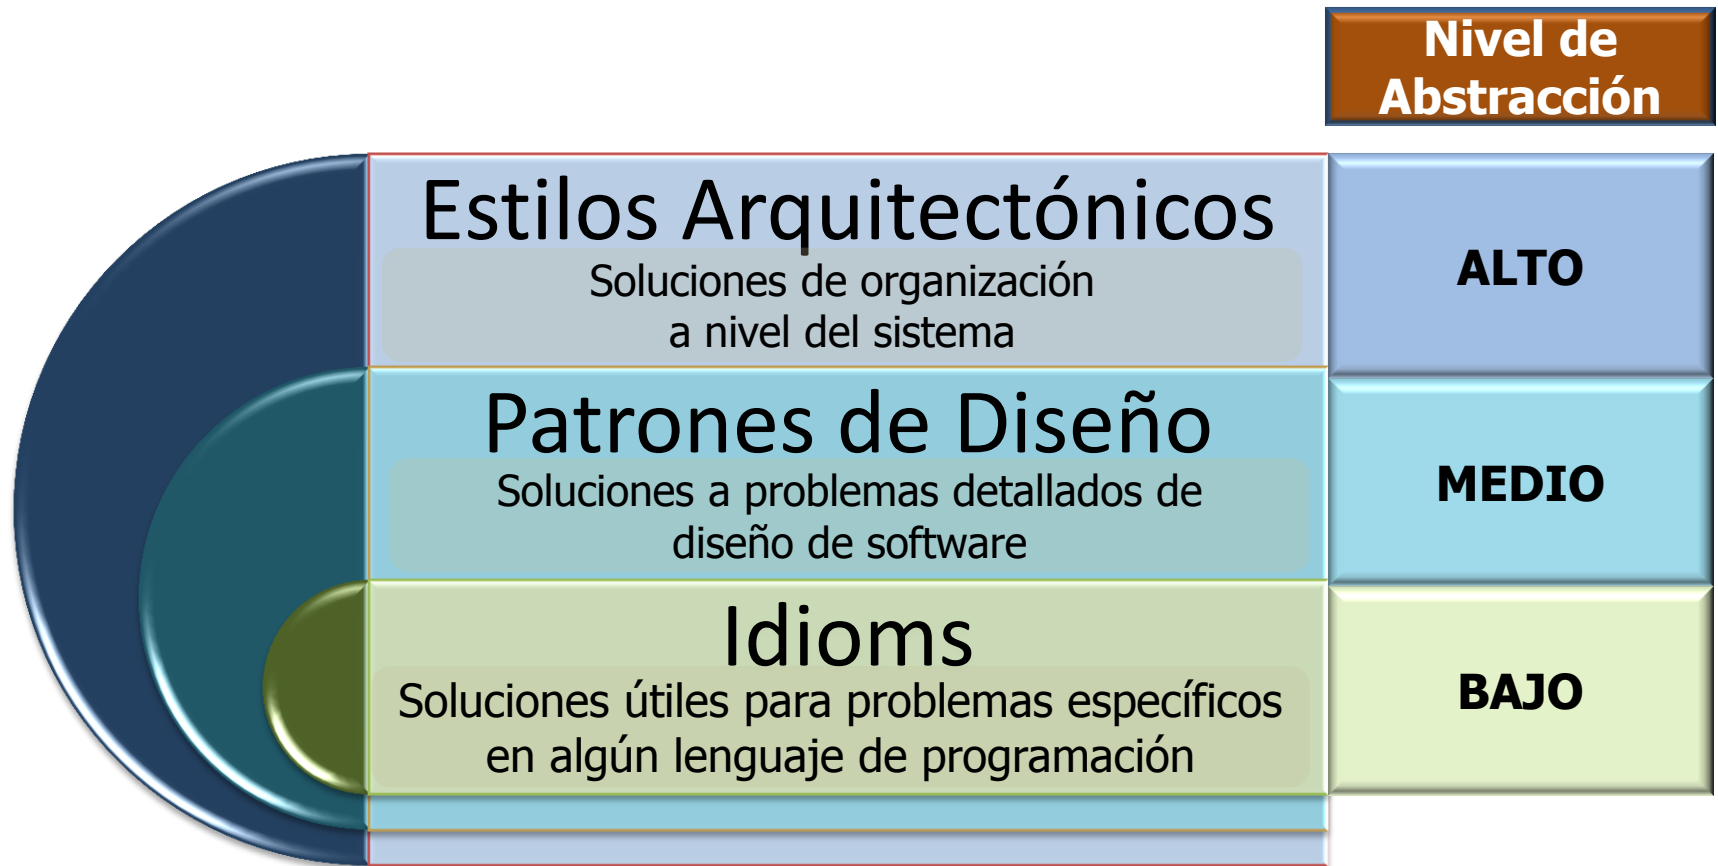 Nivel de
Abstracción
Estilos Arquitectónicos
Soluciones de organización
a nivel del sistema
ALTO
Patrones de Diseño
Soluciones a problemas detallados de
diseño de software
MEDIO
Idioms
Soluciones útiles para problemas específicos
en algún lenguaje de programación
BAJO